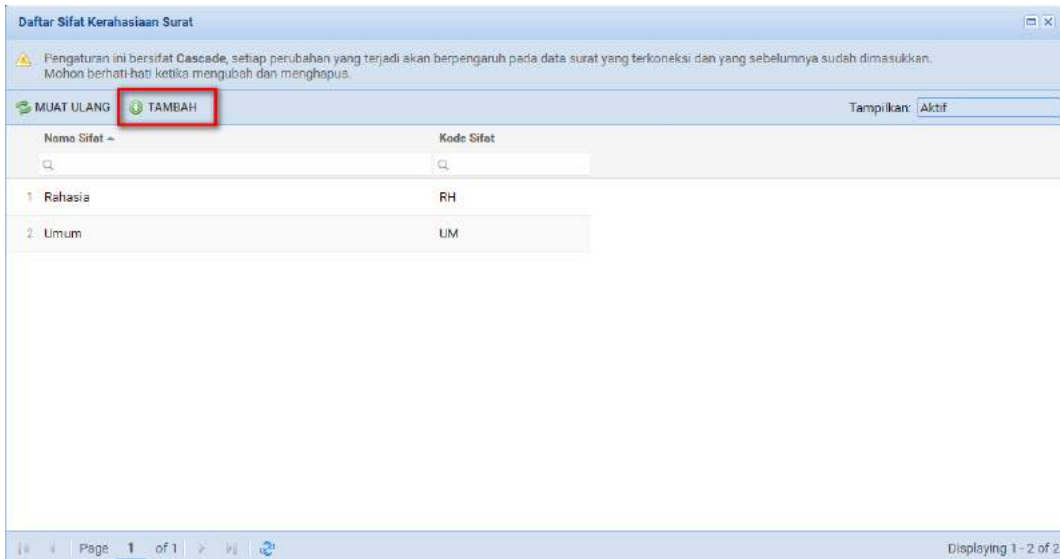 Daftar Sifat Kerahasiaan Surat
Pengaturan ini bersifat Cascade, setiap perubahan yang terjadi akan berpengaruh pada data surat yang terkoneksi dan yang sebelumnya sudah dimasukkan.
Mohon berhati-hati ketika mengubah dan menghapus.
MUAT ULANG TAMBAH Tampilkan: Aktif
Nama Sifat Kode Sifat
1 Rahasia RH
2 Umum UM
Page 1 of 1 Displaying 1 - 2 of 2